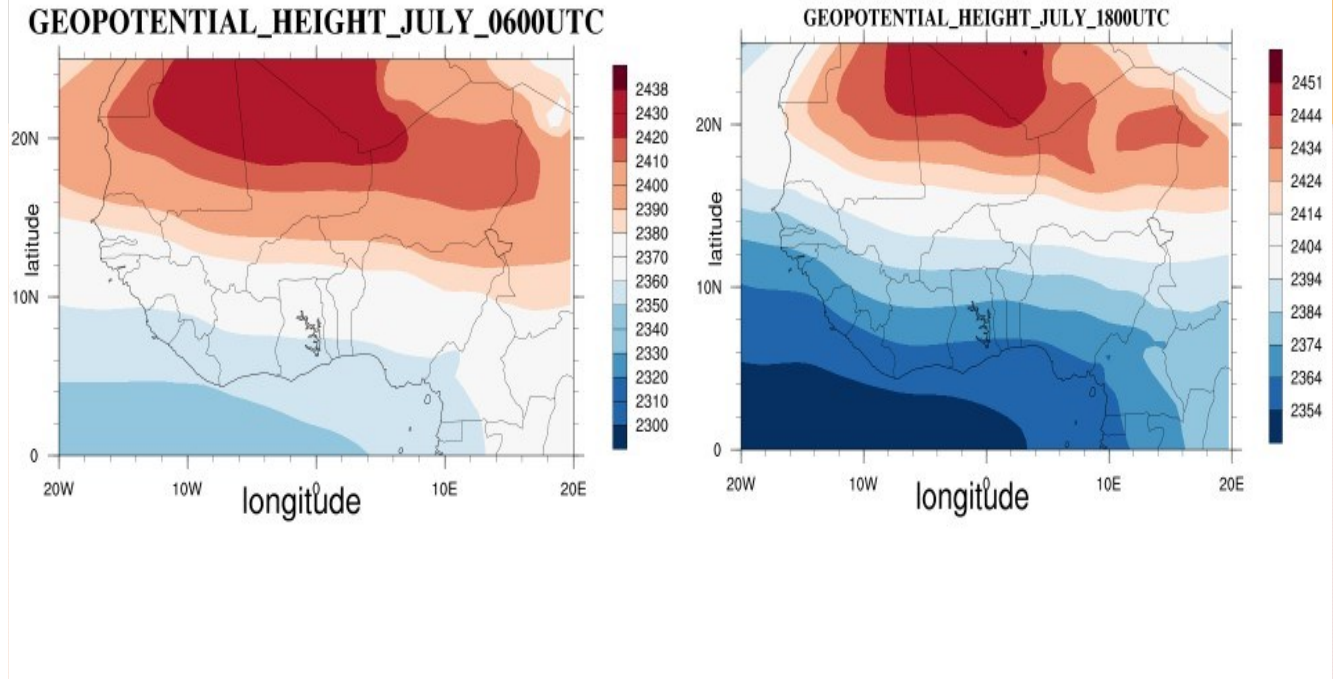 GEOPOTENTIAL_HEIGHT_JULY_0600UTC
latitude
20N
10N
0
20W
10W
0
10E
20E
longitude
2438
2430
2420
2410
2400
2390
2380
2370
2360
2350
2340
2330
2320
2310
2300
GEOPOTENTIAL_HEIGHT_JULY_1800UTC
latitude
20N
10N
0
20W
10W
0
10E
20E
longitude
2451
2444
2434
2424
2414
2404
2394
2384
2374
2364
2354